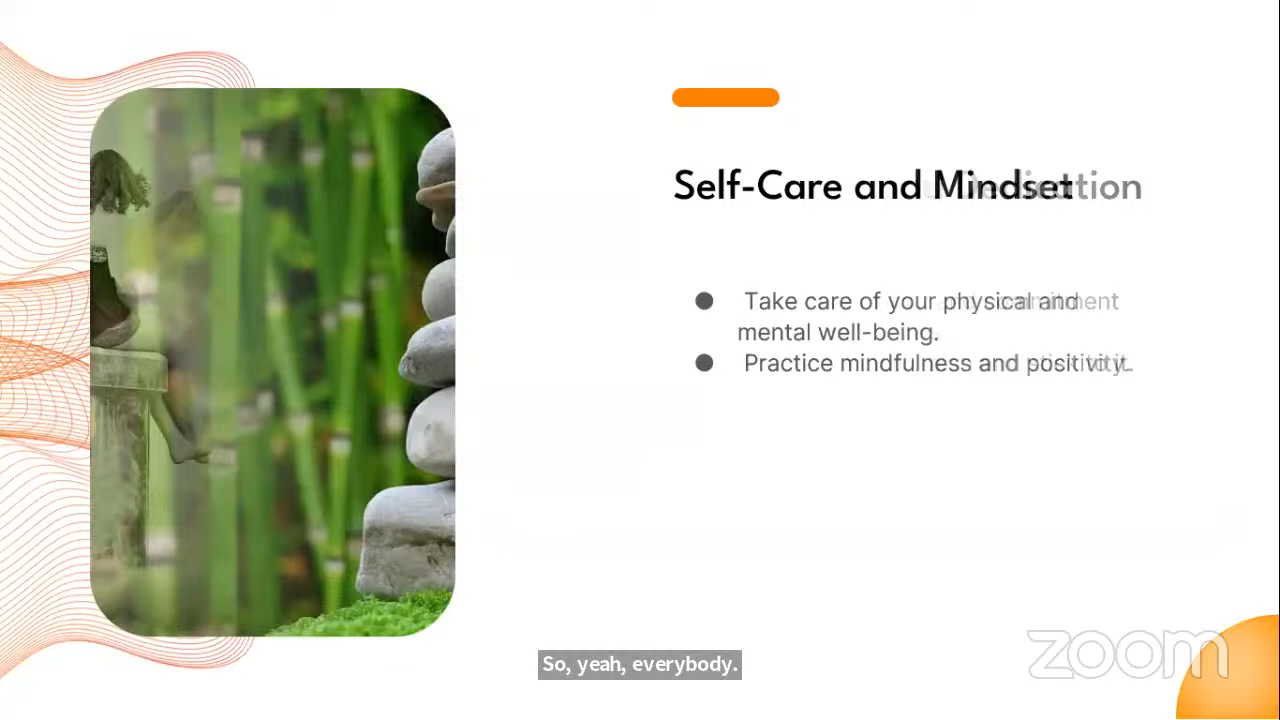 Self-Care and Mindset
● Take care of your physical and
mental well-being.
● Practice mindfulness and positivity.
So, yeah, everybody.
zoom